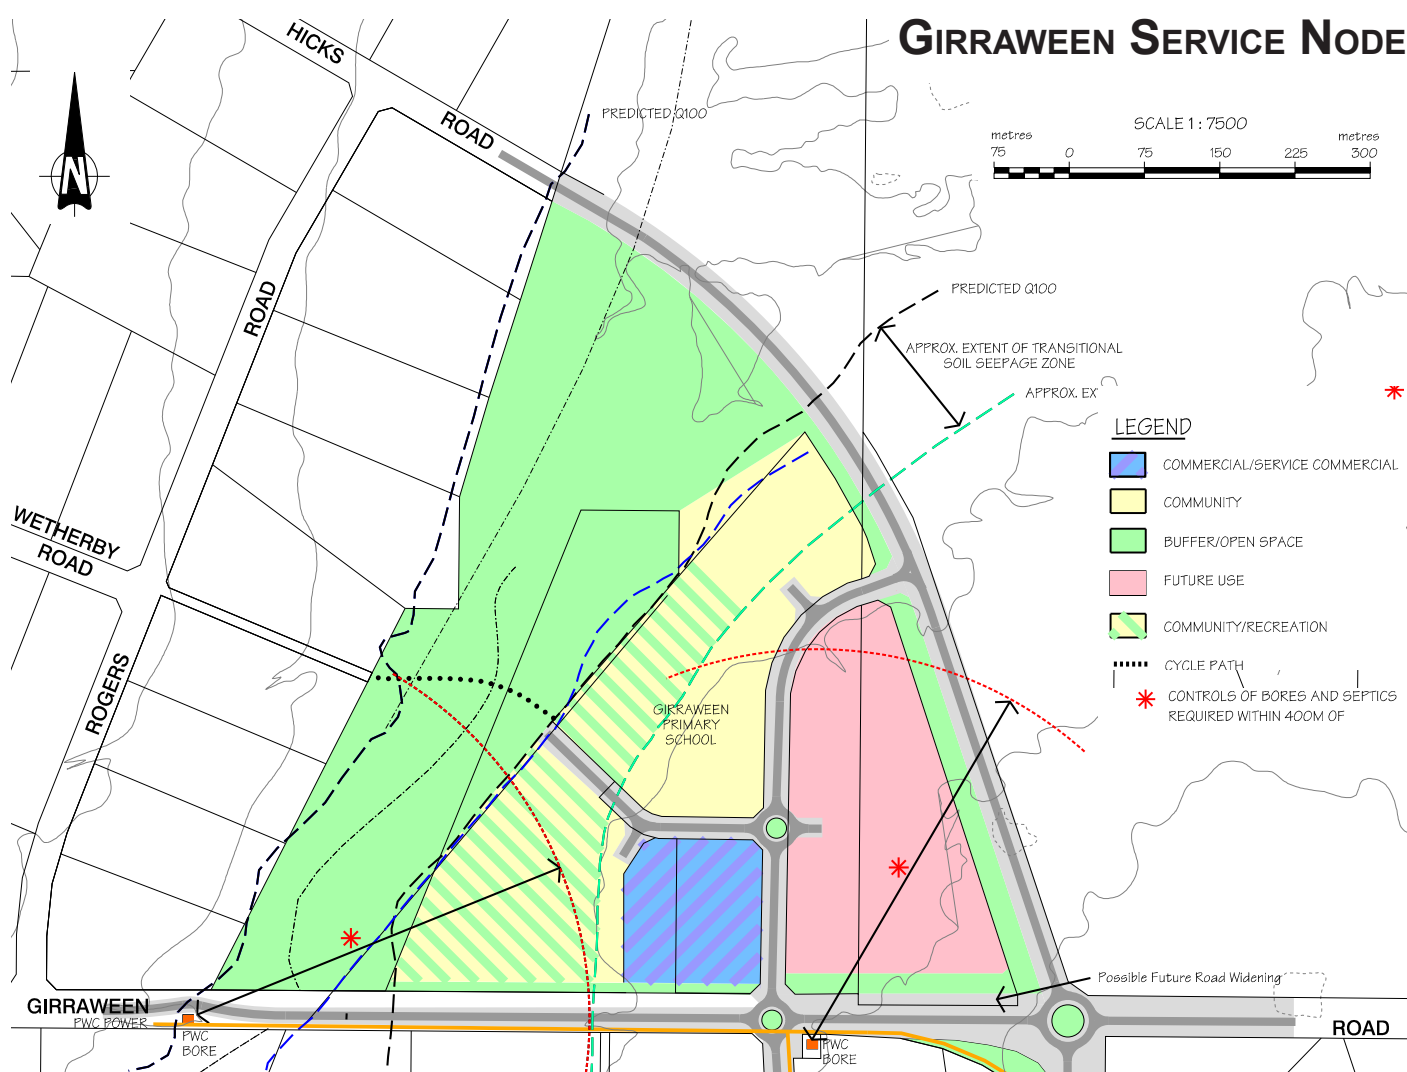 GIRRAWEEN SERVICE NODE
HICKS
ROAD
PREDICTED Q100
SCALE 1 : 7500
metres
metres
75 0 75 150 225 300
N
PREDICTED Q100
ROAD
APPROX. EXTENT OF TRANSITIONAL
SOIL SEEPAGE ZONE
APPROX. EX
LEGEND
COMMERCIAL/SERVICE COMMERCIAL
COMMUNITY
BUFFER/OPEN SPACE
FUTURE USE
COMMUNITY/RECREATION
CYCLE PATH
CONTROLS OF BORES AND SEPTICS
REQUIRED WITHIN 400M OF
WETHERBY
ROAD
ROGERS
GIRRAWEEN
PRIMARY
SCHOOL
Possible Future Road Widening
GIRRAWEEN
PWC POWER
PWC
BORE
PWC
BORE
ROAD